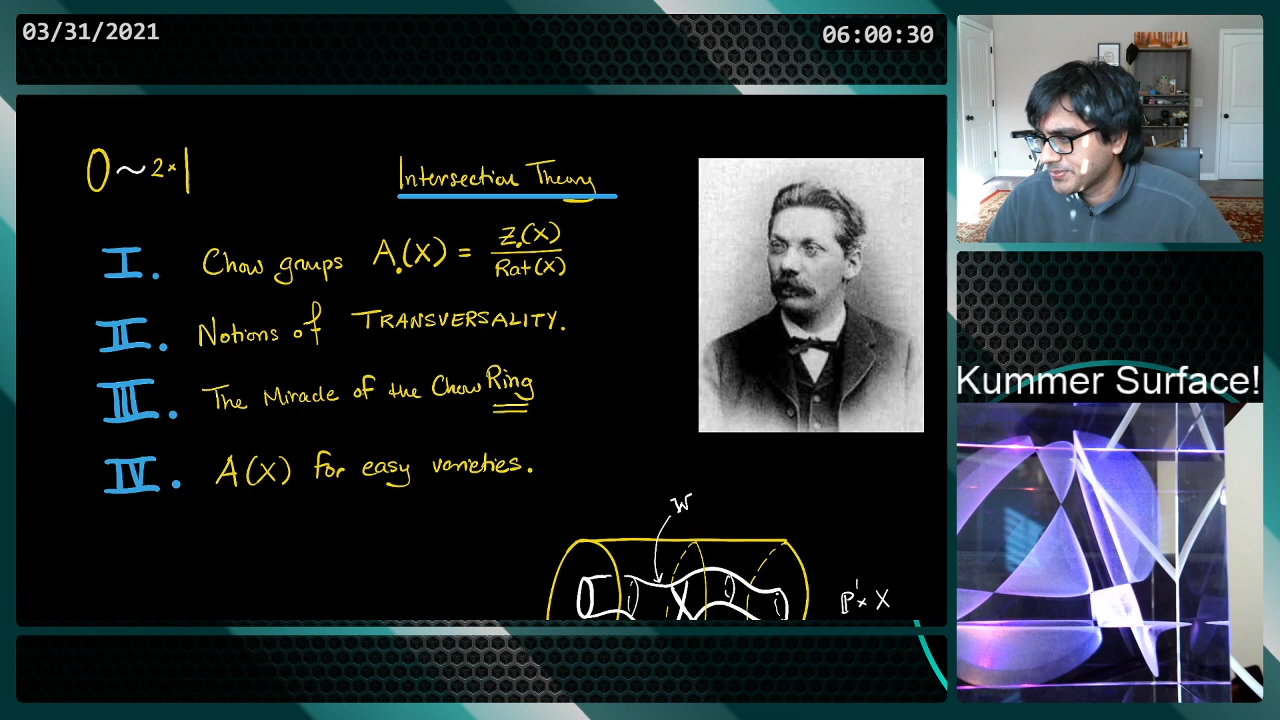 03/31/2021
06:00:30
0 ~ 2 × |
Intersection Theory
I. Chow groups A.(X) = Z.(X) / Rat(X)
II. Notions of TRANSVERSALITY.
III. The Miracle of the Chow Ring
IV. A(X) for easy varieties.
W
P¹ × X
Kummer Surface!